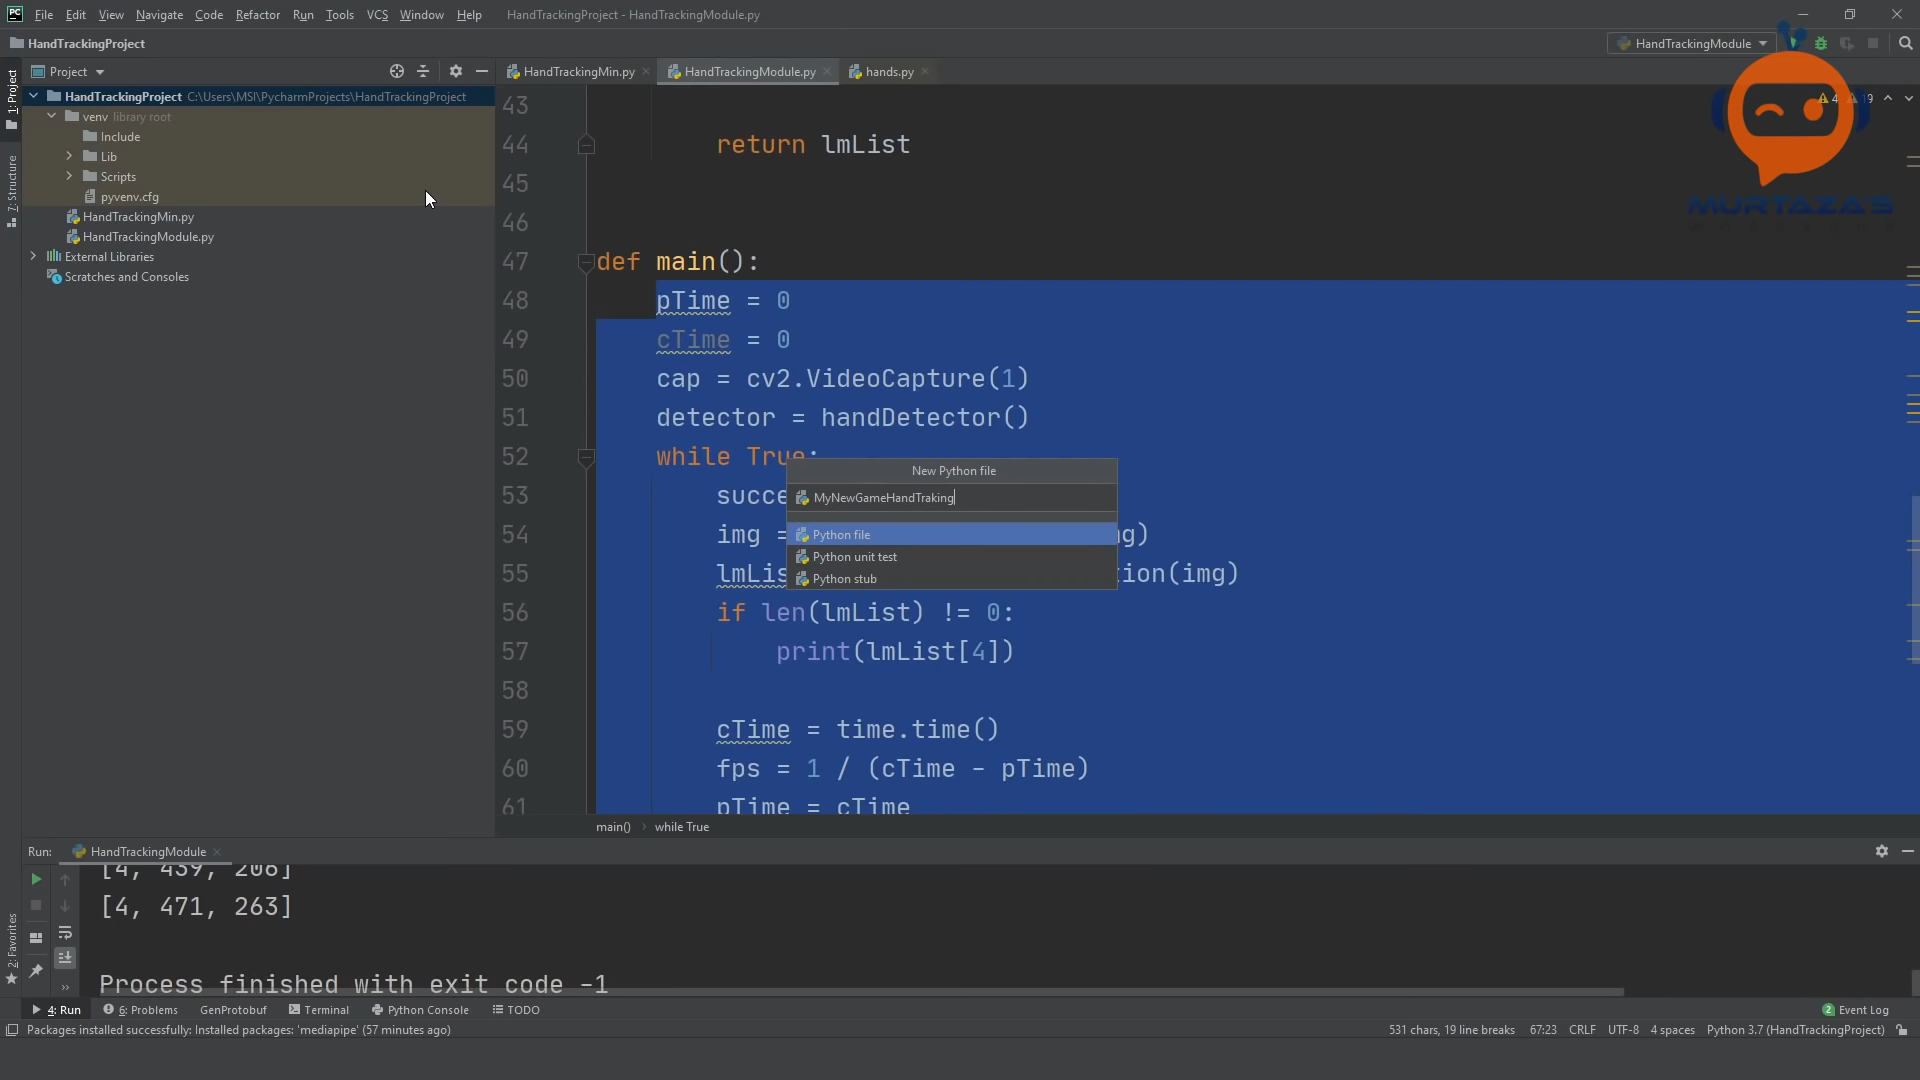 PC File Edit View Navigate Code Refactor Run Tools VCS Window Help HandTrackingProject - HandTrackingModule.py
HandTrackingProject
HandTrackingModule
Project
HandTrackingMin.py
HandTrackingModule.py
hands.py
1: Project
7: Structure
2: Favorites
HandTrackingProject C:\Users\MSI\PycharmProjects\HandTrackingProject
venv library root
Include
Lib
Scripts
pyvenv.cfg
HandTrackingMin.py
HandTrackingModule.py
External Libraries
Scratches and Consoles
4 19
MURTAZA'S
43
44 return lmList
45
46
47 def main():
48 pTime = 0
49 cTime = 0
50 cap = cv2.VideoCapture(1)
51 detector = handDetector()
52 while True:
53 succe
54 img = g)
55 lmLis tion(img)
56 if len(lmList) != 0:
57 print(lmList[4])
58
59 cTime = time.time()
60 fps = 1 / (cTime - pTime)
61 pTime = cTime
New Python file
MyNewGameHandTraking
Python file
Python unit test
Python stub
main() while True
Run: HandTrackingModule
[4, 439, 206]
[4, 471, 263]
Process finished with exit code -1
4: Run 6: Problems GenProtobuf Terminal Python Console TODO 2 Event Log
Packages installed successfully: Installed packages: 'mediapipe' (57 minutes ago) 531 chars, 19 line breaks 67:23 CRLF UTF-8 4 spaces Python 3.7 (HandTrackingProject)